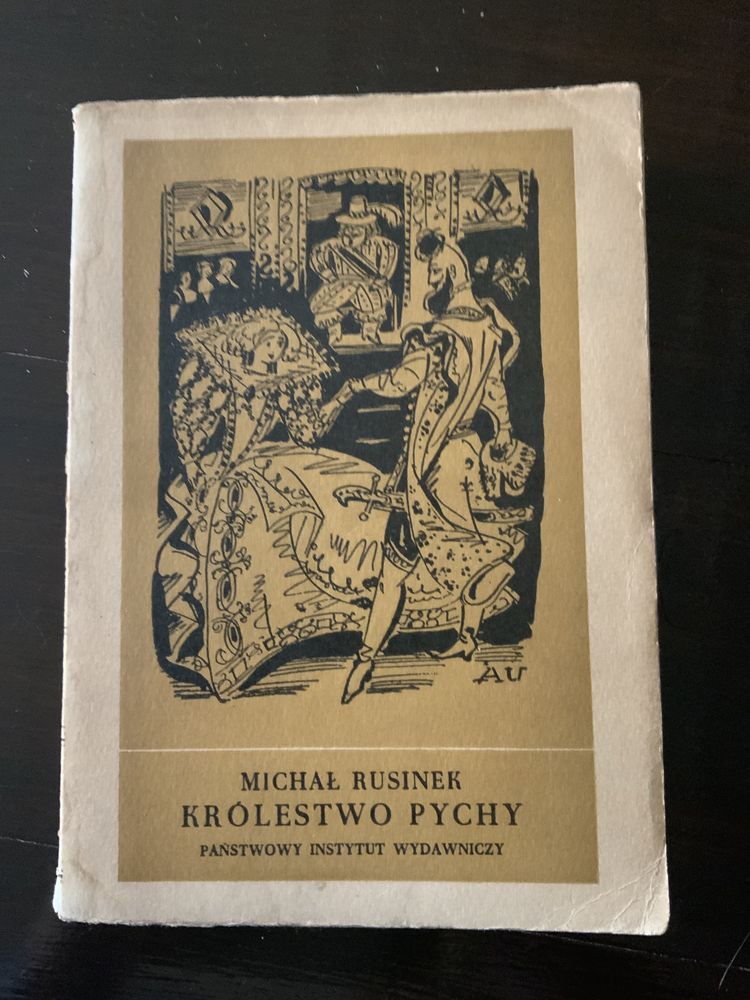 AU
MICHAŁ RUSINEK
KRÓLESTWO PYCHY
PAŃSTWOWY INSTYTUT WYDAWNICZY